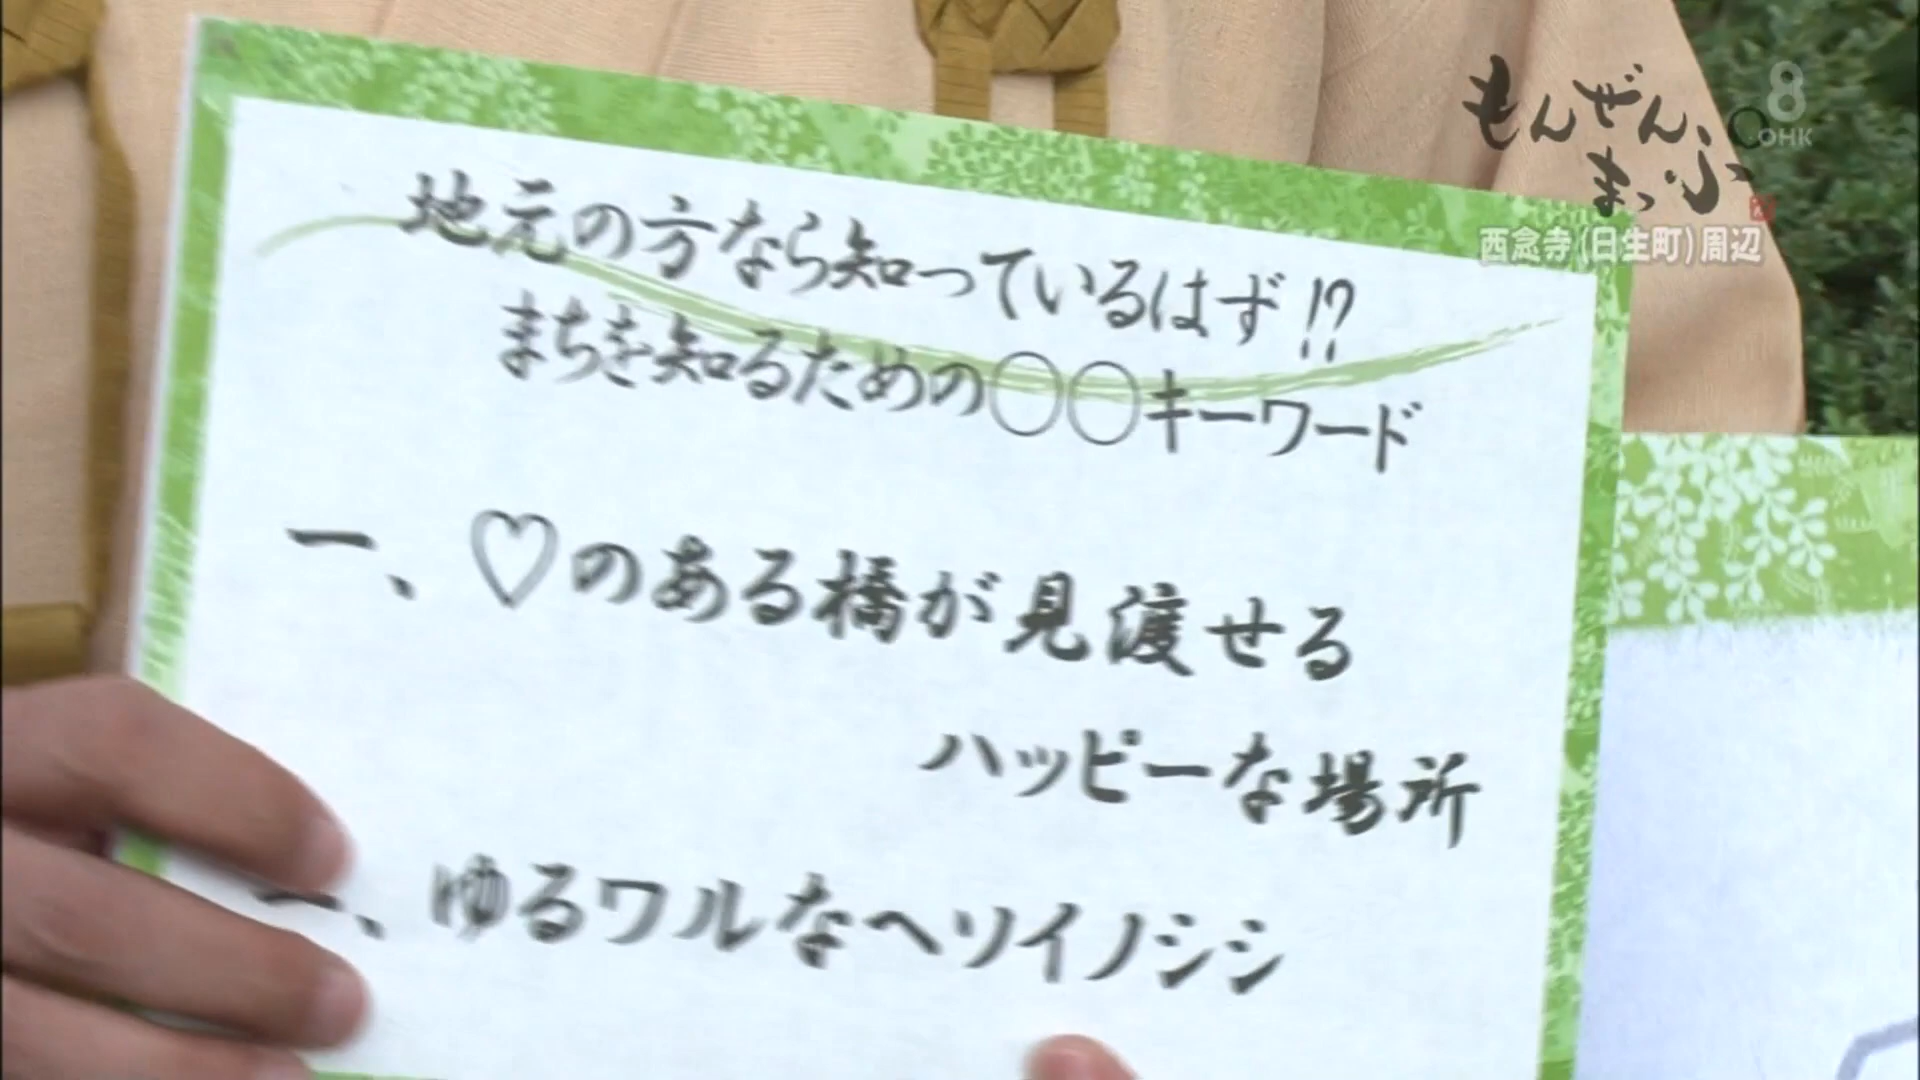 もんぜん、
まっぷ
8
OHK
西念寺(日生町)周辺
地元の方なら知っているはず!?
まちを知るための○○キーワード
一、♡のある橋が見渡せる
ハッピーな場所
一、ゆるワルなヘソイノシシ